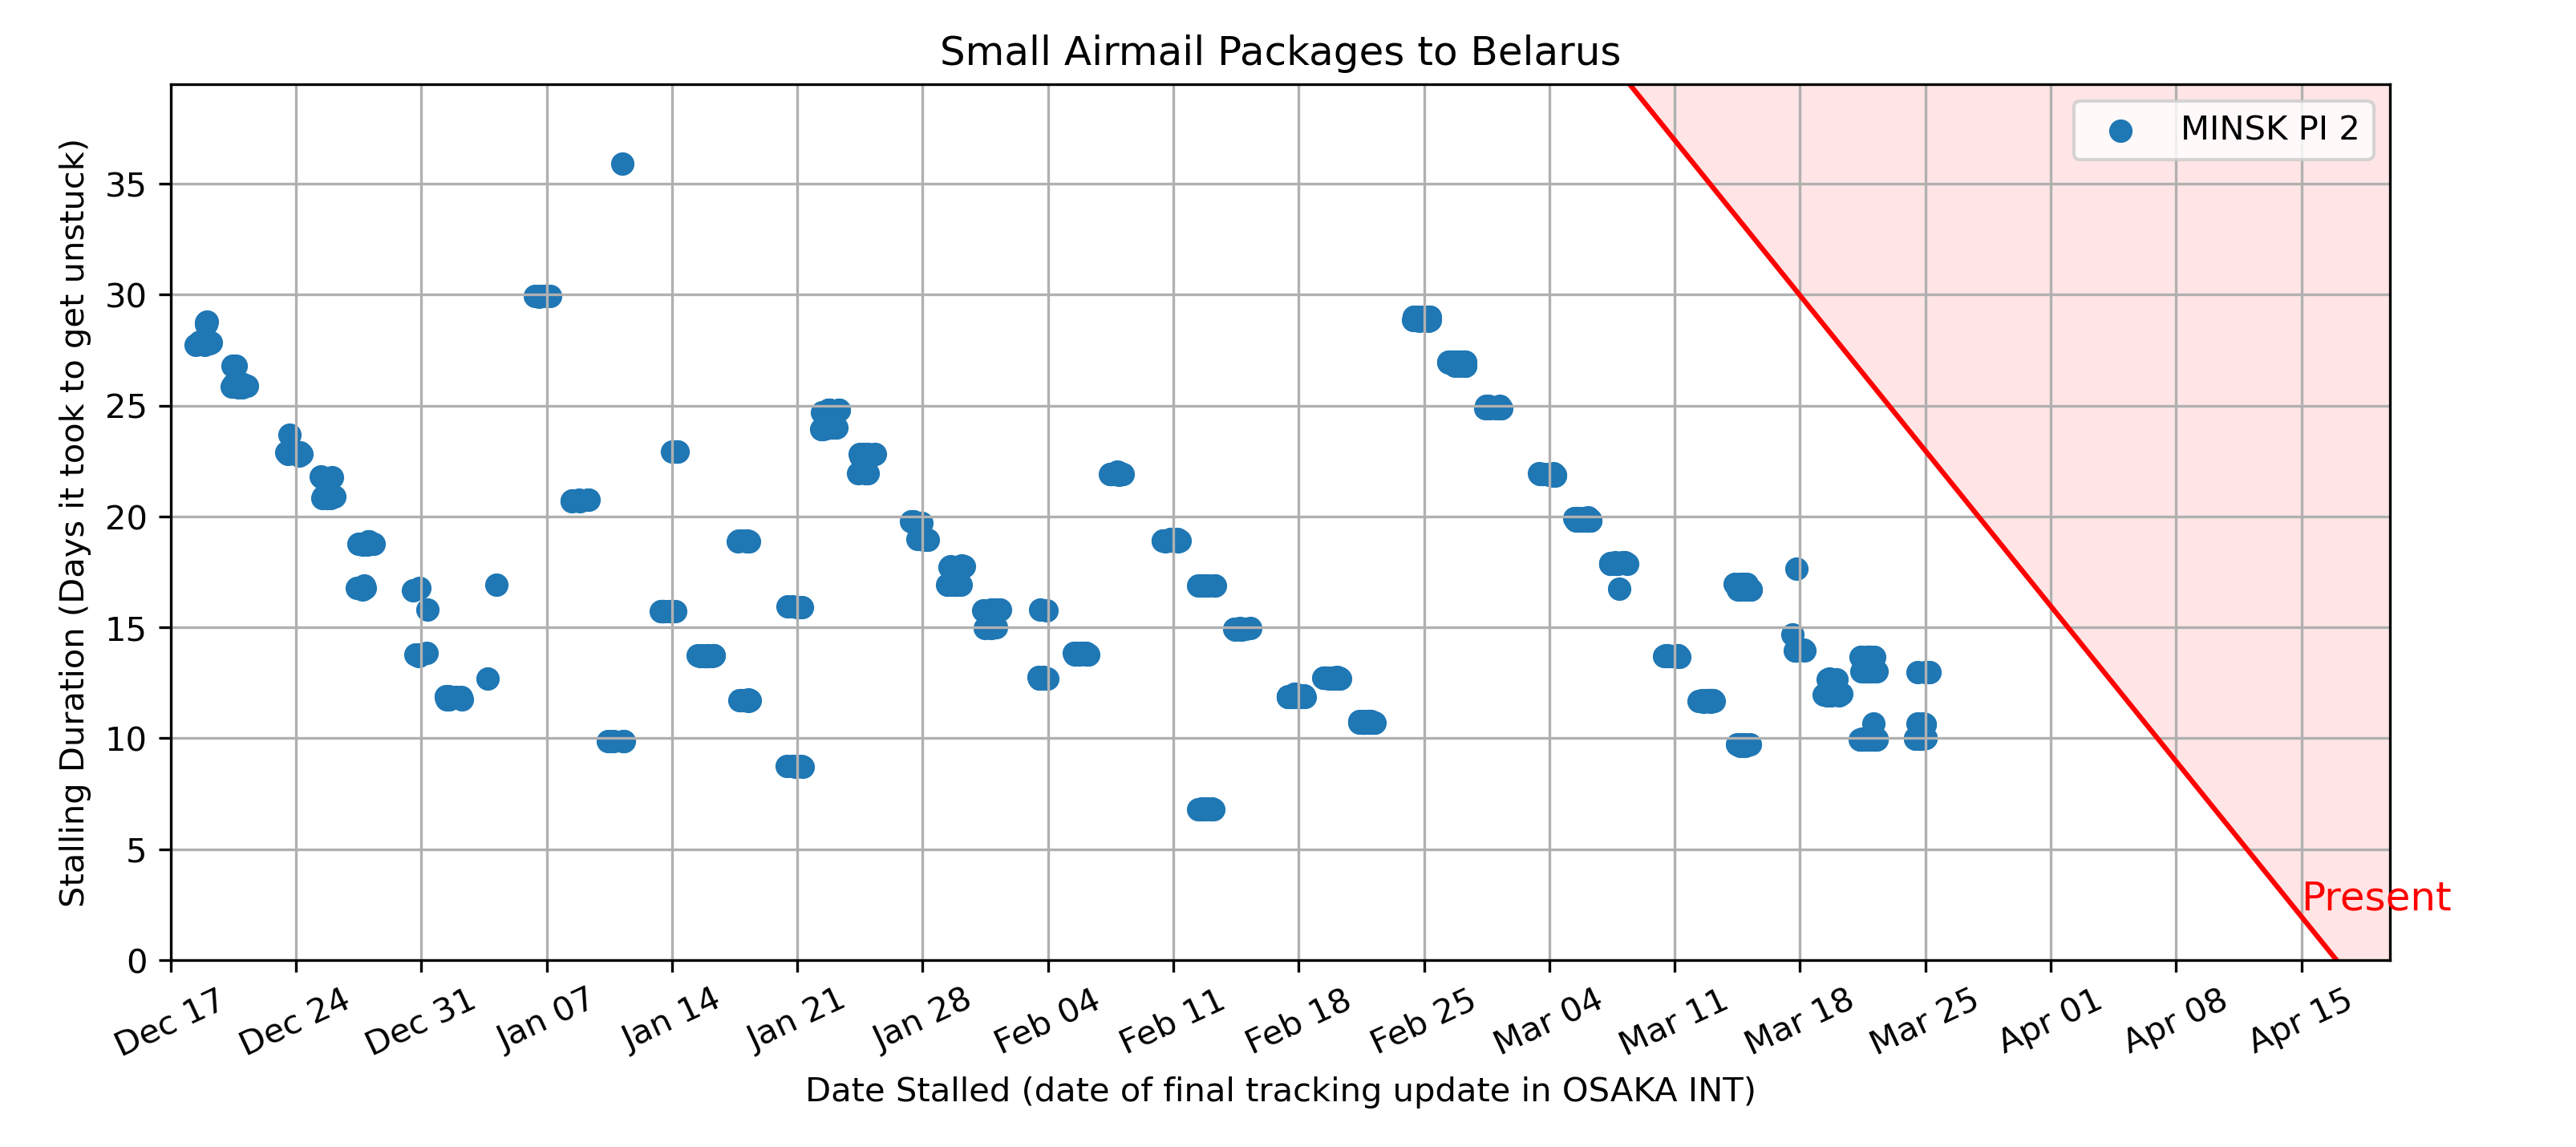 Small Airmail Packages to Belarus
MINSK PI 2
Stalling Duration (Days it took to get unstuck)
35
30
25
20
15
10
5
0
Present
Dec 17
Dec 24
Dec 31
Jan 07
Jan 14
Jan 21
Jan 28
Feb 04
Feb 11
Feb 18
Feb 25
Mar 04
Mar 11
Mar 18
Mar 25
Apr 01
Apr 08
Apr 15
Date Stalled (date of final tracking update in OSAKA INT)